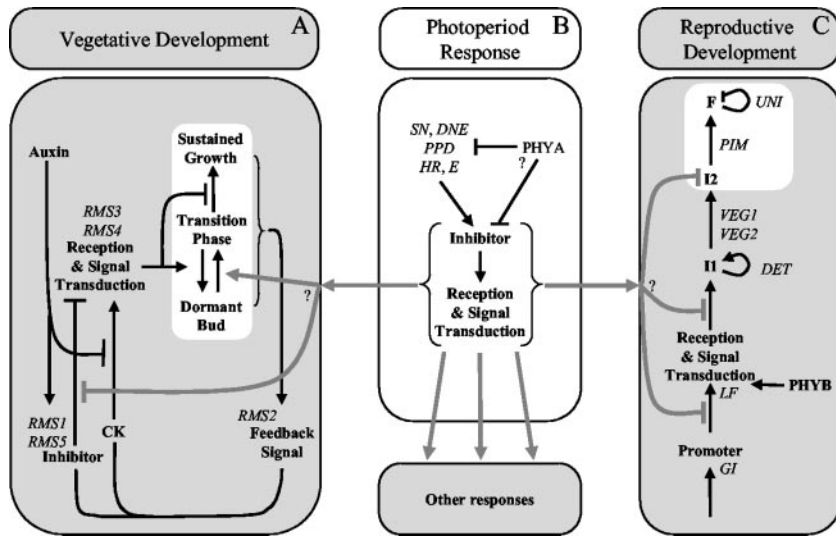 Vegetative Development
A
Auxin
RMS3
RMS4
Reception
& Signal
Transduction
Sustained
Growth
Transition
Phase
Dormant
Bud
?
RMS1
RMS5
Inhibitor
CK
RMS2
Feedback
Signal
Photoperiod
Response
B
SN, DNE
PPD
HR, E
PHYA
?
Inhibitor
Reception
& Signal
Transduction
Other responses
Reproductive
Development
C
F
UNI
PIM
I2
?
VEG1
VEG2
I1
DET
Reception
& Signal
Transduction
LF
PHYB
Promoter
GI